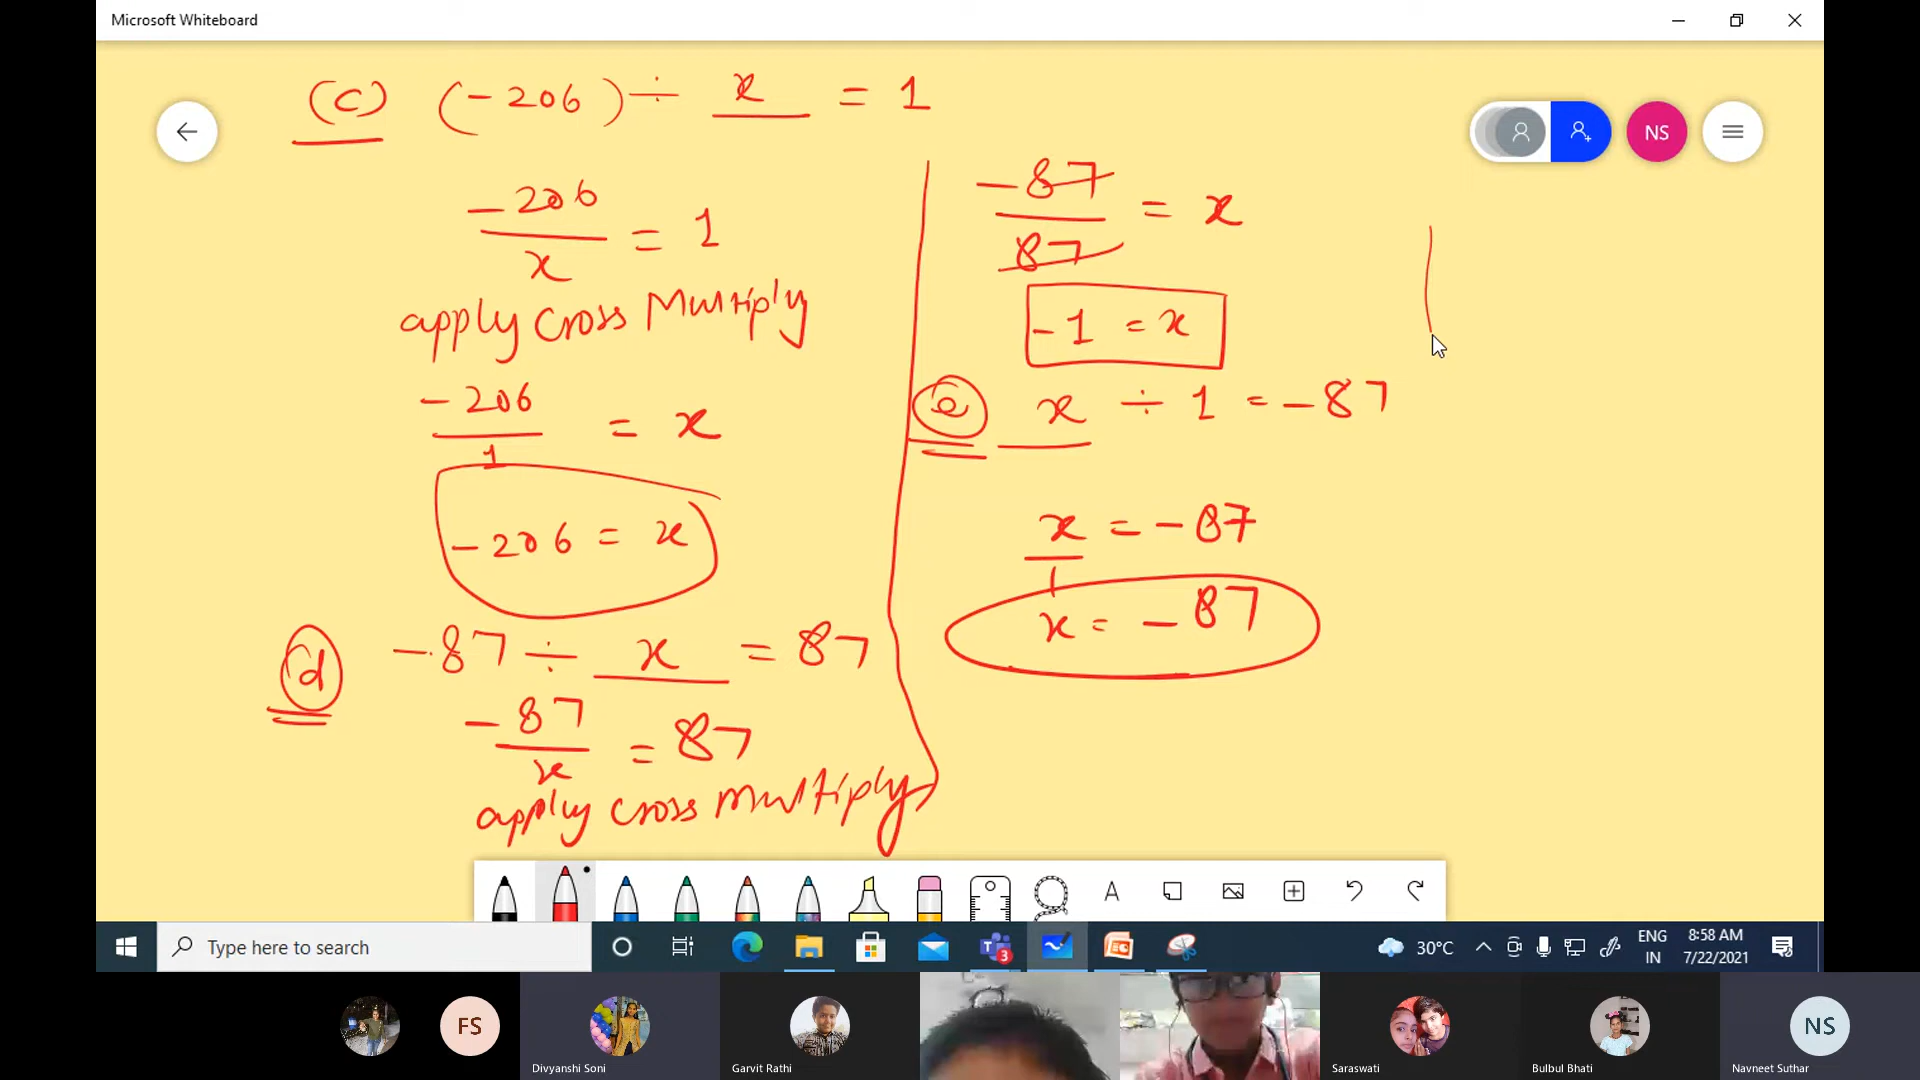 Microsoft Whiteboard
(c) (-206) ÷ x = 1
-206/x = 1
apply cross Multiply
-206/1 = x
-206 = x
(d) -87 ÷ x = 87
-87/x = 87
apply cross multiply
-87/87 = x
-1 = x
(e) x ÷ 1 = -87
x/1 = -87
x = -87
NS
A
Type here to search
3
30°C
ENG
IN
8:58 AM
7/22/2021
FS
Divyanshi Soni
Garvit Rathi
Saraswati
Bulbul Bhati
NS
Navneet Suthar